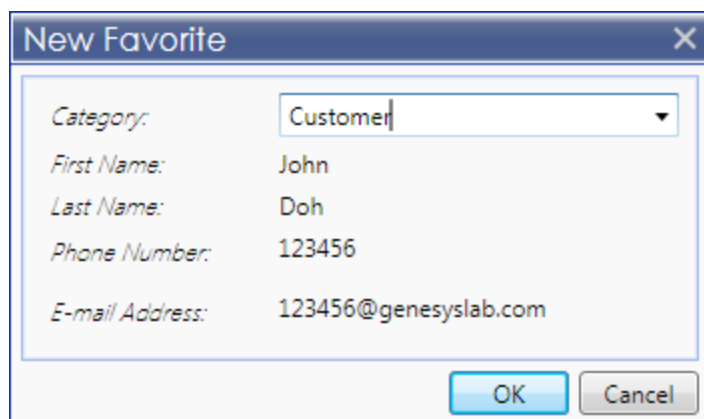 New Favorite
Category: Customer
First Name: John
Last Name: Doh
Phone Number: 123456
E-mail Address: 123456@genesyslab.com
OK Cancel